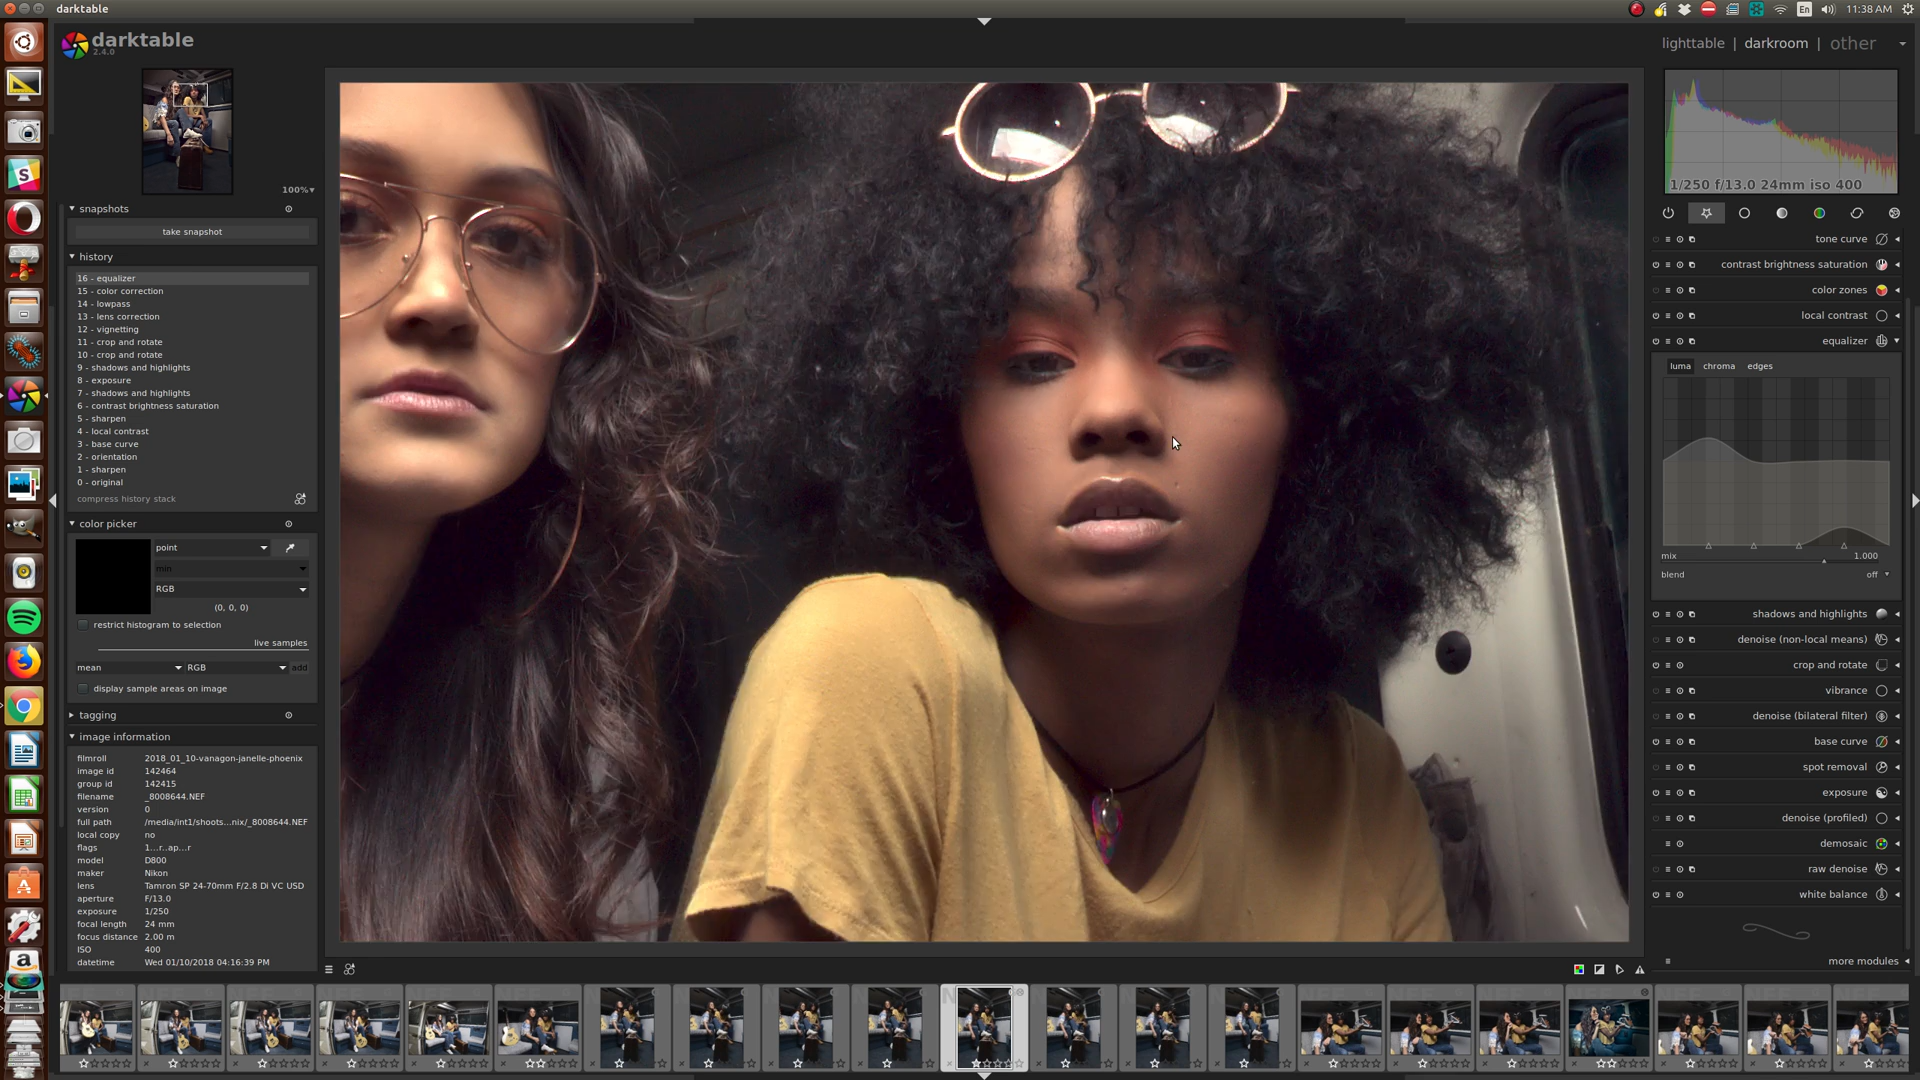 darktable
En
11:38 AM
darktable
2.4.0
lighttable | darkroom | other
100%
snapshots
take snapshot
history
16 - equalizer
15 - color correction
14 - lowpass
13 - lens correction
12 - vignetting
11 - crop and rotate
10 - crop and rotate
9 - shadows and highlights
8 - exposure
7 - shadows and highlights
6 - contrast brightness saturation
5 - sharpen
4 - local contrast
3 - base curve
2 - orientation
1 - sharpen
0 - original
compress history stack
color picker
point
min
RGB
(0, 0, 0)
restrict histogram to selection
live samples
mean RGB add
display sample areas on image
tagging
image information
filmroll 2018_01_10-vanagon-janelle-phoenix
image id 142464
group id 142415
filename _8008644.NEF
version 0
full path /media/int1/shoots...nix/_8008644.NEF
local copy no
flags 1...r..ap...r
model D800
maker Nikon
lens Tamron SP 24-70mm F/2.8 Di VC USD
aperture F/13.0
exposure 1/250
focal length 24 mm
focus distance 2.00 m
ISO 400
datetime Wed 01/10/2018 04:16:39 PM
1/250 f/13.0 24mm iso 400
tone curve
contrast brightness saturation
color zones
local contrast
equalizer
luma chroma edges
mix 1.000
blend off
shadows and highlights
denoise (non-local means)
crop and rotate
vibrance
denoise (bilateral filter)
base curve
spot removal
exposure
denoise (profiled)
demosaic
raw denoise
white balance
more modules